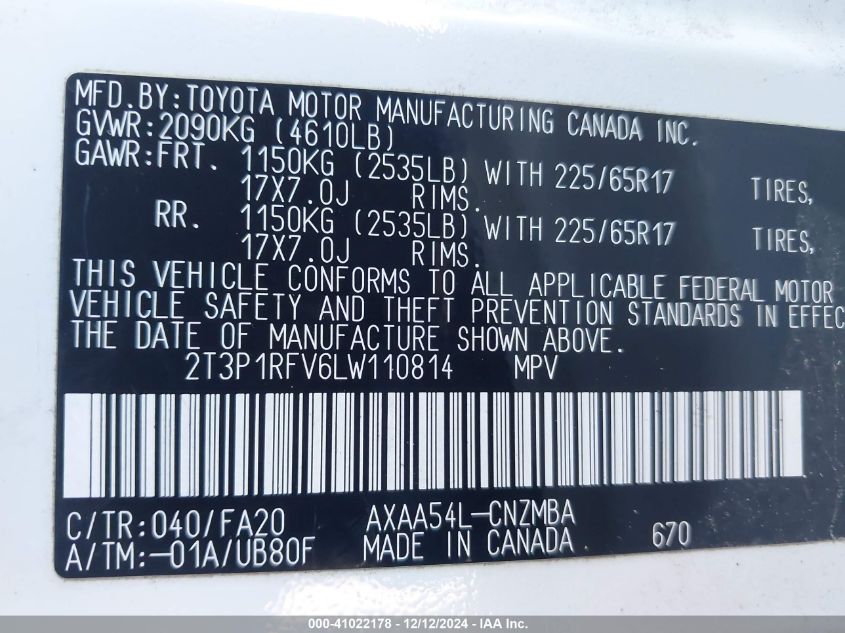 MFD.BY:TOYOTA MOTOR MANUFACTURING CANADA INC.
GVWR:2090KG (4610LB)
GAWR:FRT. 1150KG (2535LB) WITH 225/65R17 TIRES,
17X7.0J RIMS.
RR. 1150KG (2535LB) WITH 225/65R17 TIRES,
17X7.0J RIMS.
THIS VEHICLE CONFORMS TO ALL APPLICABLE FEDERAL MOTOR
VEHICLE SAFETY AND THEFT PREVENTION STANDARDS IN EFFEC
THE DATE OF MANUFACTURE SHOWN ABOVE.
2T3P1RFV6LW110814 MPV
C/TR:040/FA20 AXAA54L-CNZMBA
A/TM:-01A/UB80F MADE IN CANADA 670
000-41022178 - 12/12/2024 - IAA Inc.